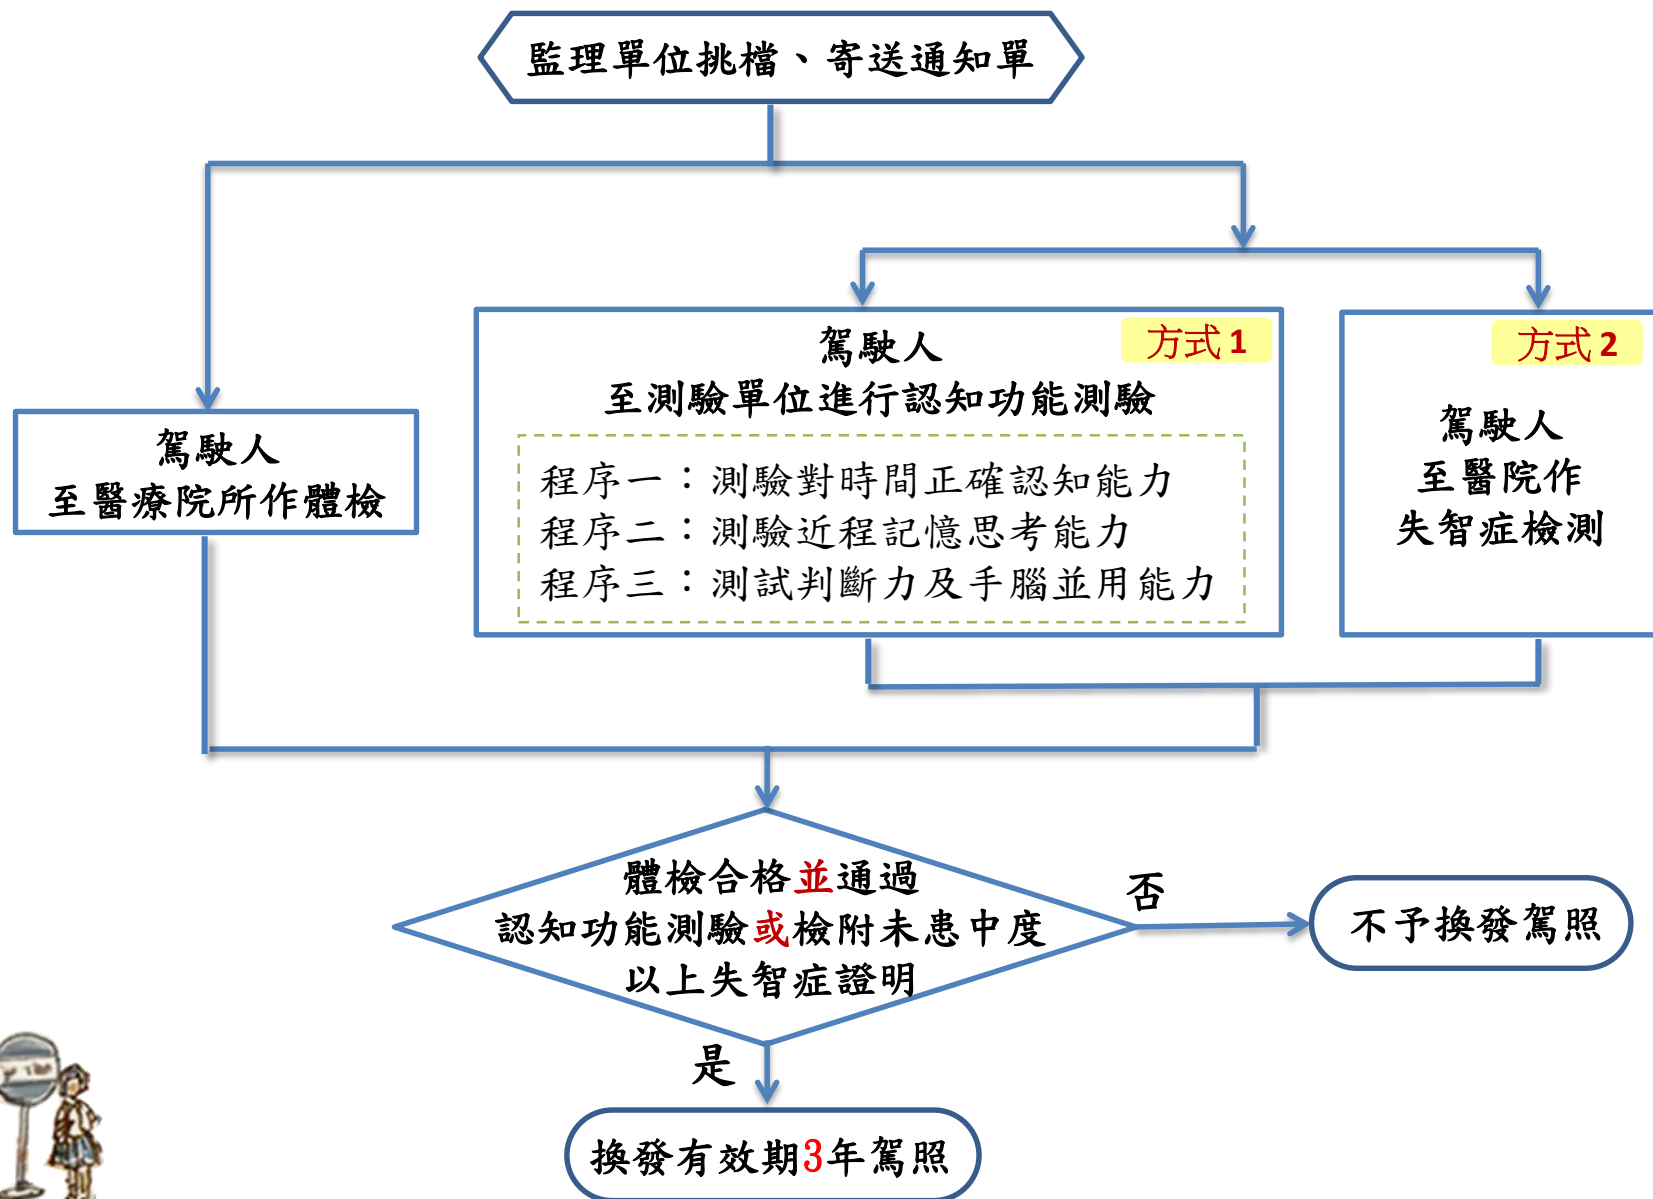 監理單位挑檔、寄送通知單
駕駛人
至醫療院所作體檢
方式1
駕駛人
至測驗單位進行認知功能測驗
程序一：測驗對時間正確認知能力
程序二：測驗近程記憶思考能力
程序三：測試判斷力及手腦並用能力
方式2
駕駛人
至醫院作
失智症檢測
體檢合格並通過
認知功能測驗或檢附未患中度
以上失智症證明
否
不予換發駕照
是
換發有效期3年駕照